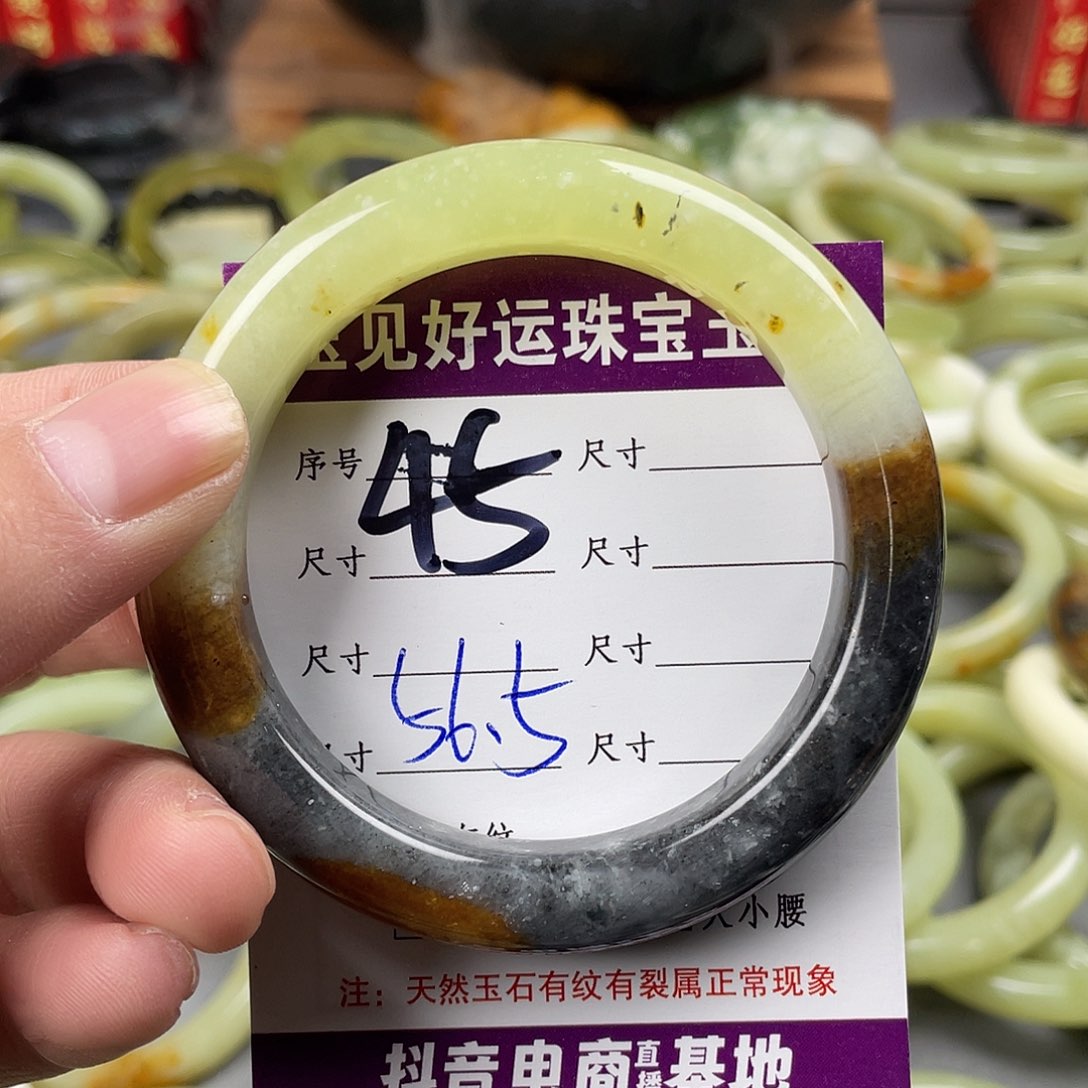 见好运珠宝玉
序号 45 尺寸
尺寸 尺寸
尺寸 尺寸
寸 56.5 尺寸
小腰
注：天然玉石有纹有裂属正常现象
抖音电商直播基地